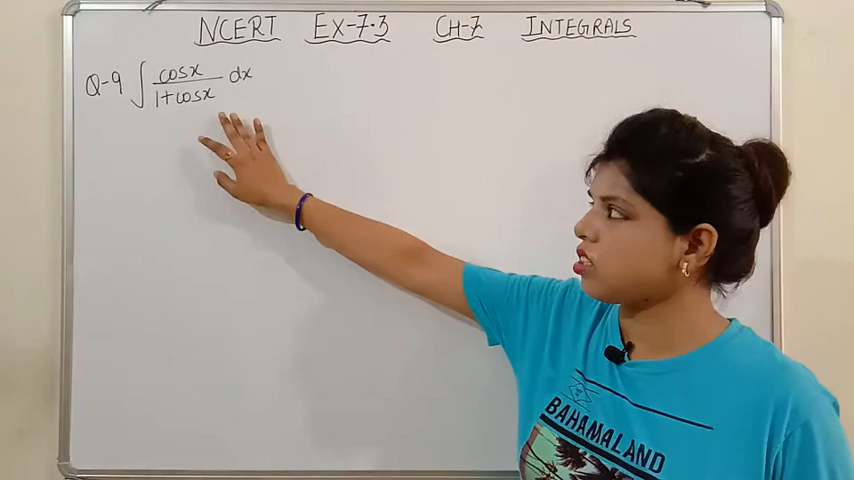 NCERT Ex-7.3 CH-7 INTEGRALS
Q-9 ∫ cosx / 1+cosx dx
BAHAMALAND